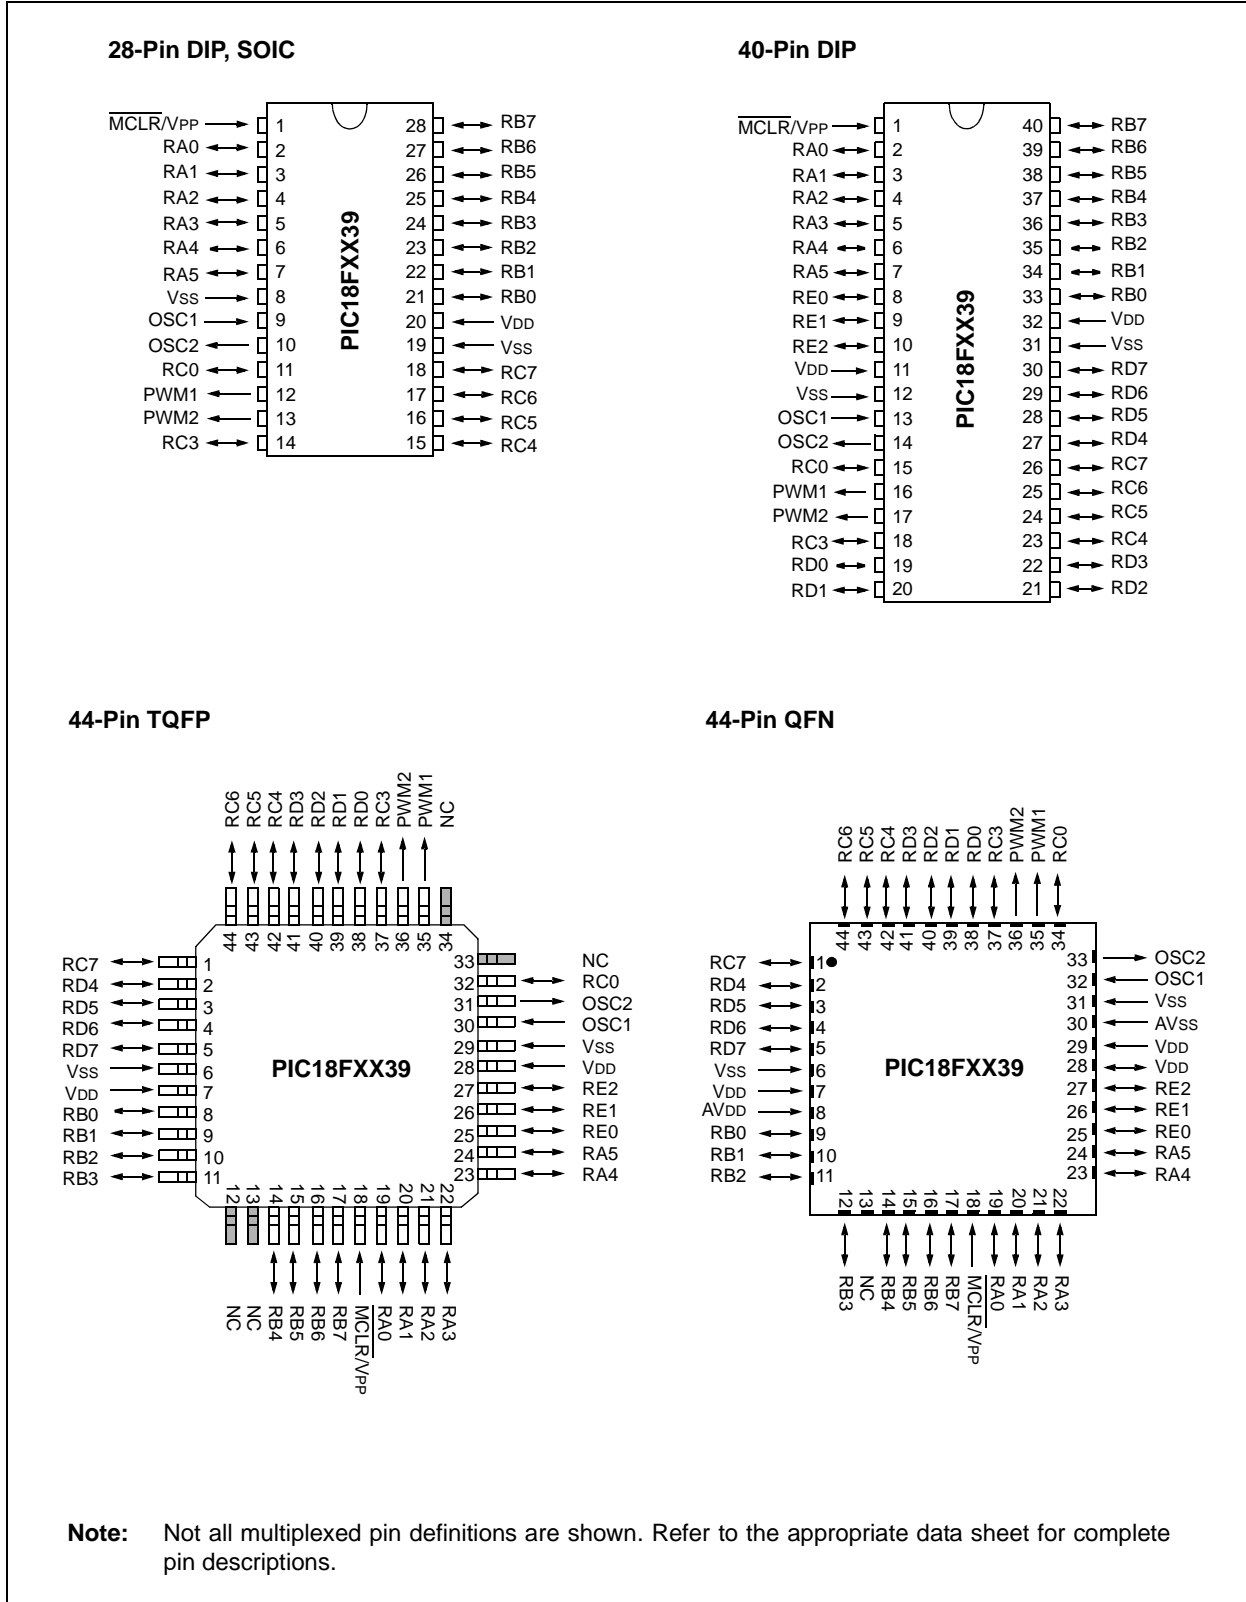 28-Pin DIP, SOIC
MCLR/VPP 1 28 RB7
RA0 2 27 RB6
RA1 3 26 RB5
RA2 4 25 RB4
RA3 5 24 RB3
RA4 6 23 RB2
RA5 7 22 RB1
VSS 8 21 RB0
OSC1 9 20 VDD
OSC2 10 19 VSS
RC0 11 18 RC7
PWM1 12 17 RC6
PWM2 13 16 RC5
RC3 14 15 RC4
PIC18FXX39
40-Pin DIP
MCLR/VPP 1 40 RB7
RA0 2 39 RB6
RA1 3 38 RB5
RA2 4 37 RB4
RA3 5 36 RB3
RA4 6 35 RB2
RA5 7 34 RB1
RE0 8 33 RB0
RE1 9 32 VDD
RE2 10 31 VSS
VDD 11 30 RD7
VSS 12 29 RD6
OSC1 13 28 RD5
OSC2 14 27 RD4
RC0 15 26 RC7
PWM1 16 25 RC6
PWM2 17 24 RC5
RC3 18 23 RC4
RD0 19 22 RD3
RD1 20 21 RD2
PIC18FXX39
44-Pin TQFP
RC6 RC5 RC4 RD3 RD2 RD1 RD0 RC3 PWM2 PWM1 NC
44 43 42 41 40 39 38 37 36 35 34
RC7 1 33 NC
RD4 2 32 RC0
RD5 3 31 OSC2
RD6 4 30 OSC1
RD7 5 29 VSS
VSS 6 28 VDD
VDD 7 27 RE2
RB0 8 26 RE1
RB1 9 25 RE0
RB2 10 24 RA5
RB3 11 23 RA4
PIC18FXX39
12 13 14 15 16 17 18 19 20 21 22
NC NC RB4 RB5 RB6 RB7 MCLR/VPP RA0 RA1 RA2 RA3
44-Pin QFN
RC6 RC5 RC4 RD3 RD2 RD1 RD0 RC3 PWM2 PWM1 RC0
44 43 42 41 40 39 38 37 36 35 34
RC7 1 33 OSC2
RD4 2 32 OSC1
RD5 3 31 VSS
RD6 4 30 AVSS
RD7 5 29 VDD
VSS 6 28 VDD
VDD 7 27 RE2
AVDD 8 26 RE1
RB0 9 25 RE0
RB1 10 24 RA5
RB2 11 23 RA4
PIC18FXX39
12 13 14 15 16 17 18 19 20 21 22
RB3 NC RB4 RB5 RB6 RB7 MCLR/VPP RA0 RA1 RA2 RA3
Note: Not all multiplexed pin definitions are shown. Refer to the appropriate data sheet for complete
pin descriptions.